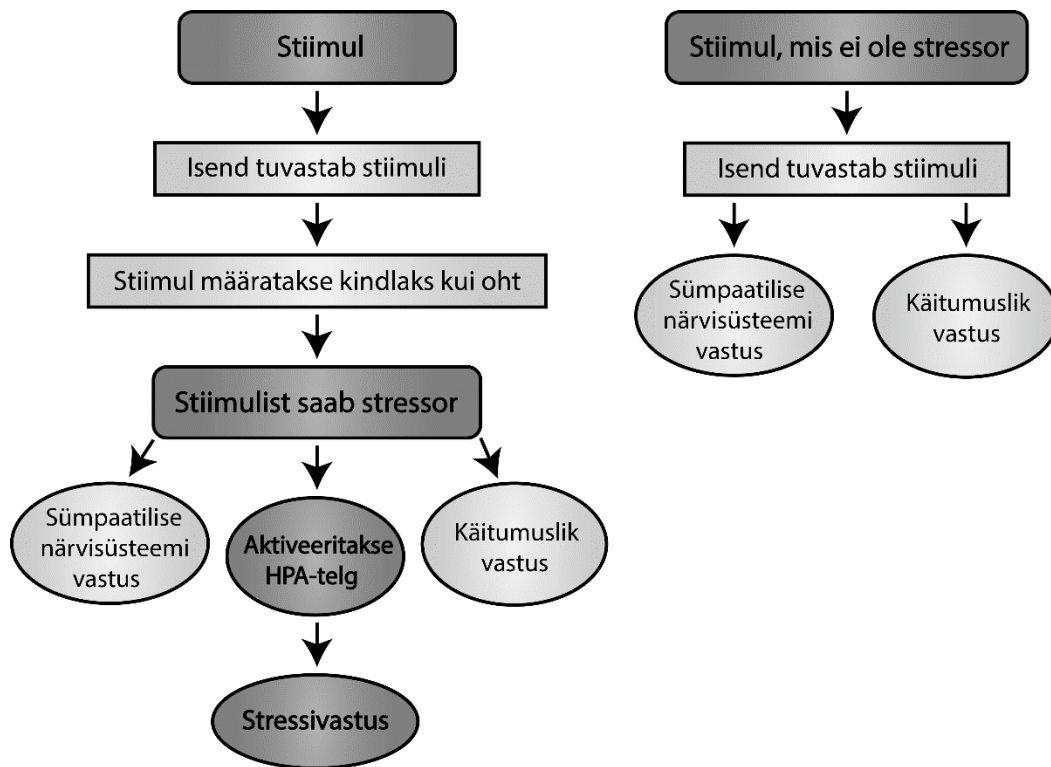 Stiimul
Isend tuvastab stiimuli
Stiimul määratakse kindlaks kui oht
Stiimulist saab stressor
Sümpaatilise
närvisüsteemi
vastus
Aktiveeritakse
HPA-telg
Käitumuslik
vastus
Stressivastus
Stiimul, mis ei ole stressor
Isend tuvastab stiimuli
Sümpaatilise
närvisüsteemi
vastus
Käitumuslik
vastus